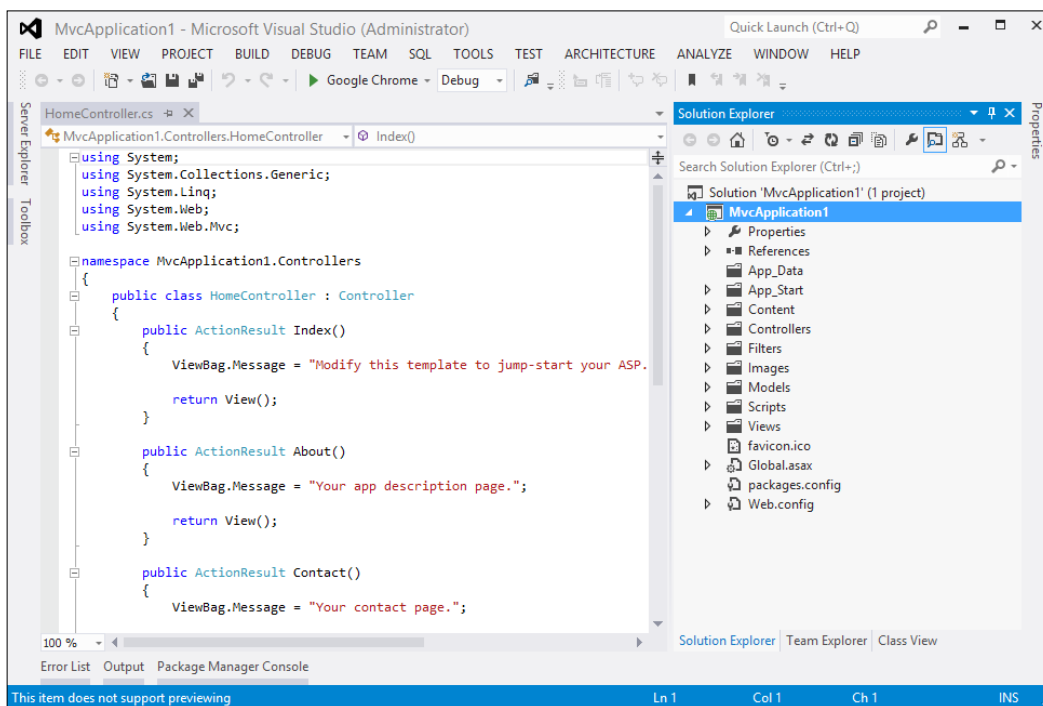 MvcApplication1 - Microsoft Visual Studio (Administrator)
Quick Launch (Ctrl+Q)
FILE EDIT VIEW PROJECT BUILD DEBUG TEAM SQL TOOLS TEST ARCHITECTURE ANALYZE WINDOW HELP
Google Chrome Debug
Server Explorer
Toolbox
HomeController.cs
MvcApplication1.Controllers.HomeController Index()
using System;
using System.Collections.Generic;
using System.Linq;
using System.Web;
using System.Web.Mvc;
namespace MvcApplication1.Controllers
{
public class HomeController : Controller
{
public ActionResult Index()
{
ViewBag.Message = "Modify this template to jump-start your ASP.
return View();
}
public ActionResult About()
{
ViewBag.Message = "Your app description page.";
return View();
}
public ActionResult Contact()
{
ViewBag.Message = "Your contact page.";
100 %
Solution Explorer
Search Solution Explorer (Ctrl+;)
Solution 'MvcApplication1' (1 project)
MvcApplication1
Properties
References
App_Data
App_Start
Content
Controllers
Filters
Images
Models
Scripts
Views
favicon.ico
Global.asax
packages.config
Web.config
Solution Explorer Team Explorer Class View
Properties
Error List Output Package Manager Console
This item does not support previewing Ln 1 Col 1 Ch 1 INS